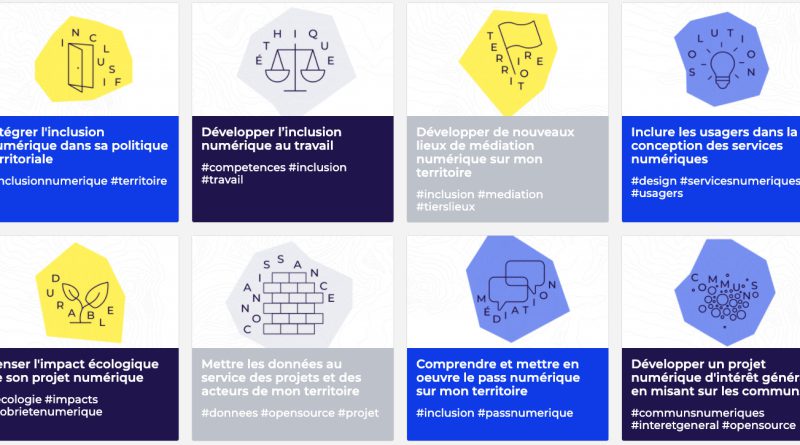 INCLUSIF
ÉTHIQUE
TERRITOIRE
SOLUTIONS
tégrer l'inclusion
umérique dans sa politique
erritoriale
nclusionnumerique #territoire
Développer l'inclusion
numérique au travail
#competences #inclusion
#travail
Développer de nouveaux
lieux de médiation
numérique sur mon
territoire
#inclusion #mediation
#tierslieux
Inclure les usagers dans la
conception des services
numériques
#design #servicesnumeriques
#usagers
DURABLE
CONNAISSANCE
MÉDIATION
COMMUNS
enser l'impact écologique
e son projet numérique
ecologie #impacts
obrietenumerique
Mettre les données au
service des projets et des
acteurs de mon territoire
#donnees #opensource #projet
Comprendre et mettre en
oeuvre le pass numérique
sur mon territoire
#inclusion #passnumerique
Développer un projet
numérique d'intérêt génér
en misant sur les commun
#communsnumeriques
#interetgeneral #opensource